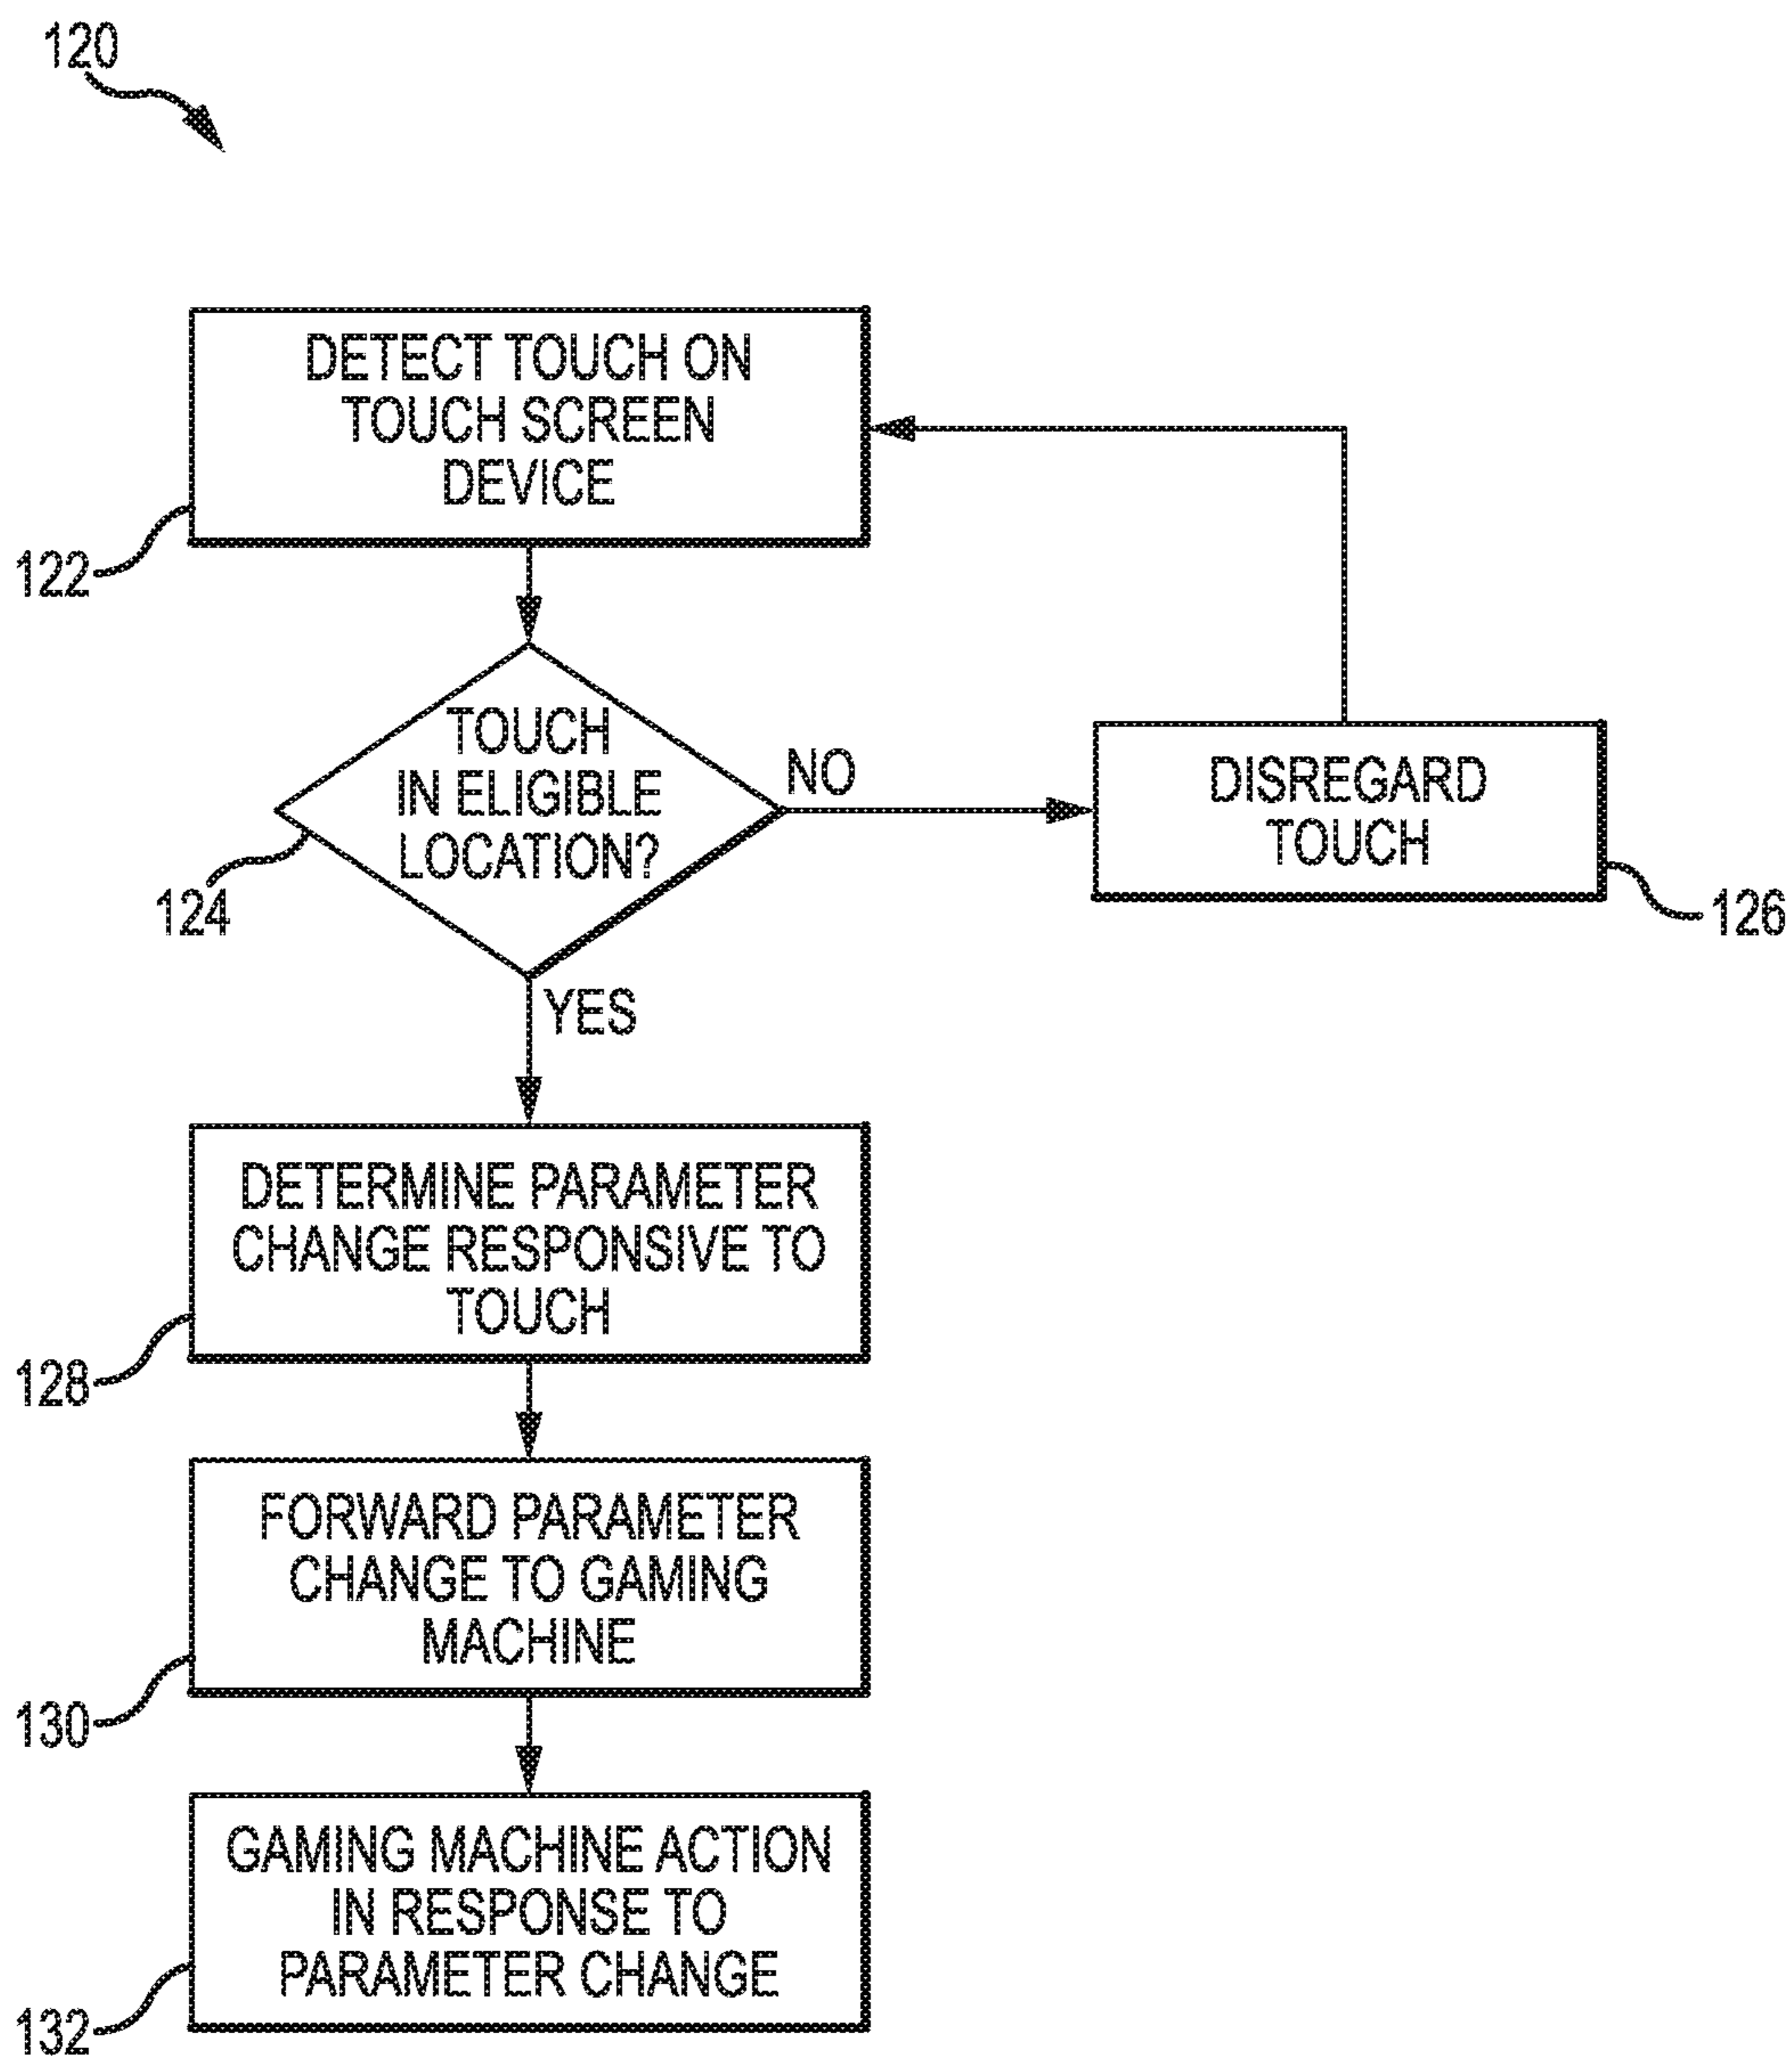 120
DETECT TOUCH ON
TOUCH SCREEN
DEVICE
122
TOUCH
IN ELIGIBLE
LOCATION?
124
NO
DISREGARD
TOUCH
126
YES
DETERMINE PARAMETER
CHANGE RESPONSIVE TO
TOUCH
128
FORWARD PARAMETER
CHANGE TO GAMING
MACHINE
130
GAMING MACHINE ACTION
IN RESPONSE TO
PARAMETER CHANGE
132